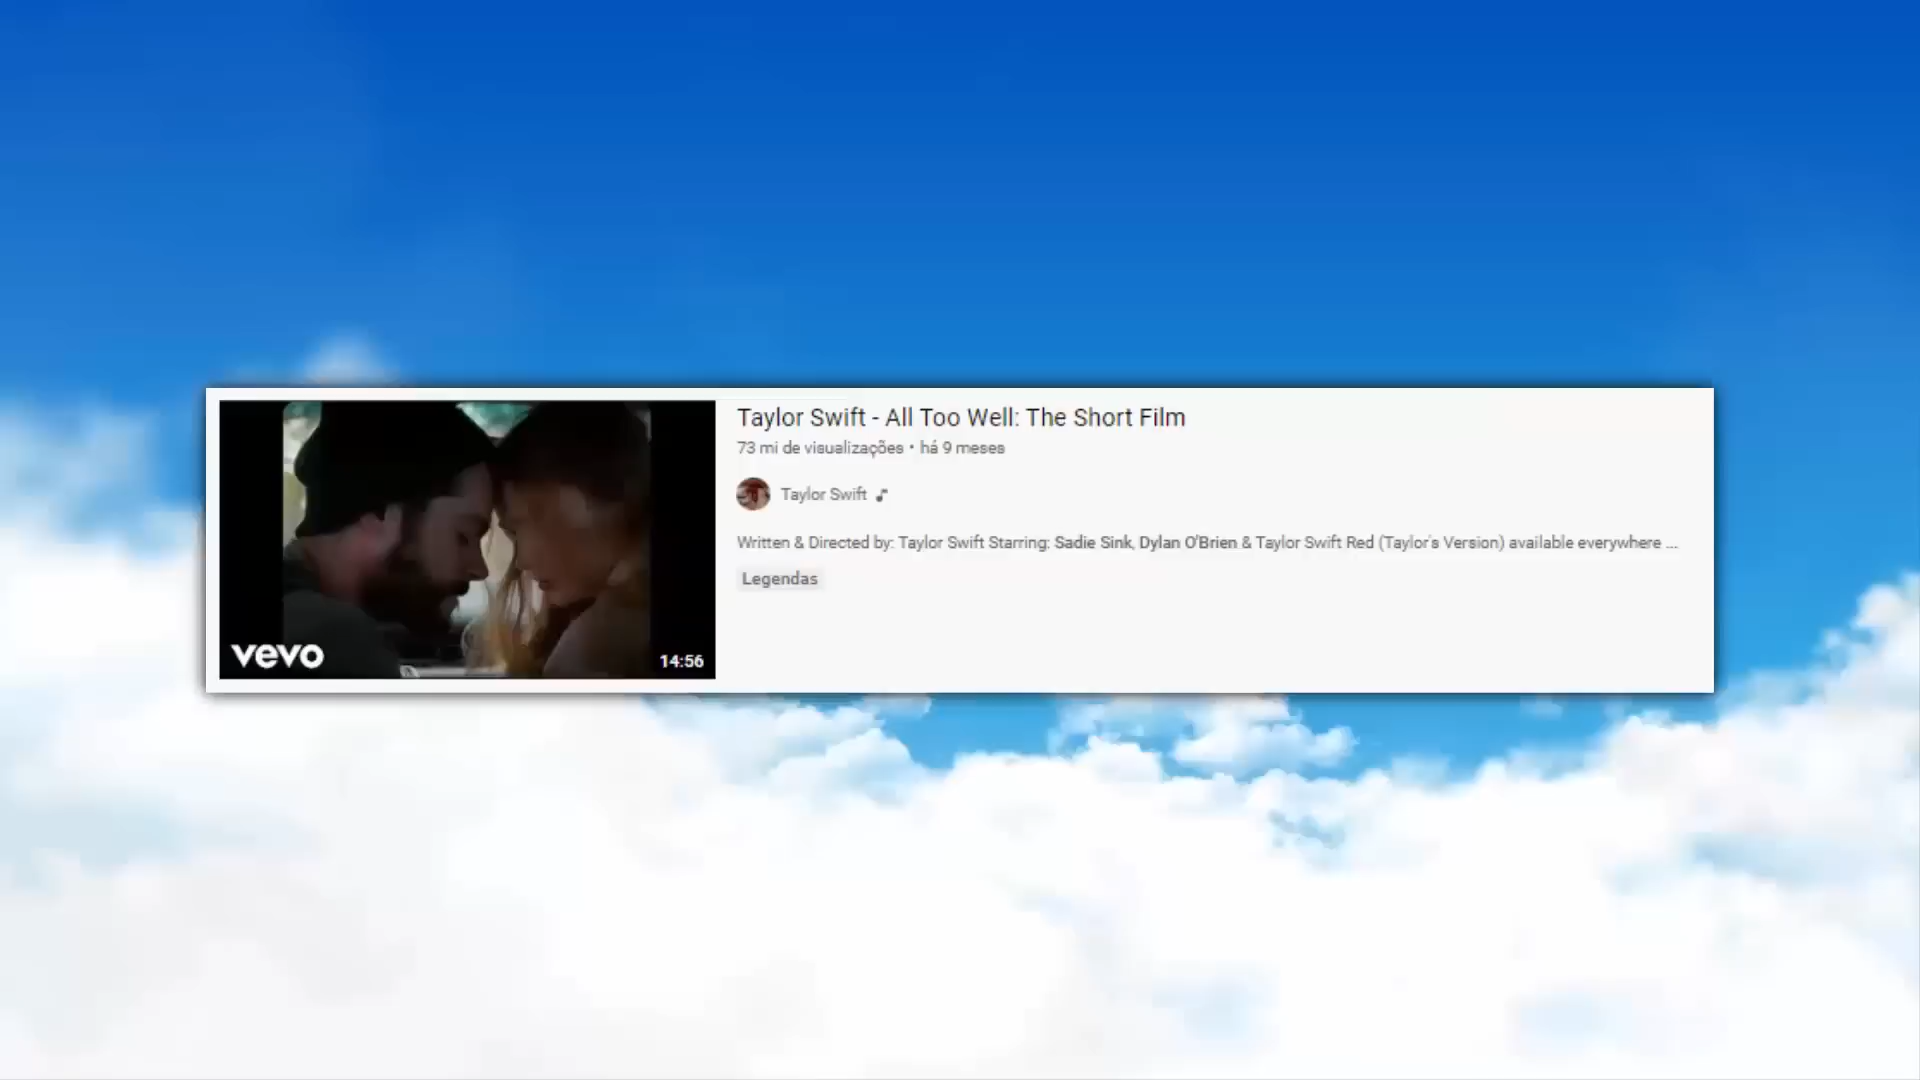 Taylor Swift - All Too Well: The Short Film
73 mi de visualizações • há 9 meses
Taylor Swift
Written & Directed by: Taylor Swift Starring: Sadie Sink, Dylan O'Brien & Taylor Swift Red (Taylor's Version) available everywhere ...
Legendas
vevo
14:56